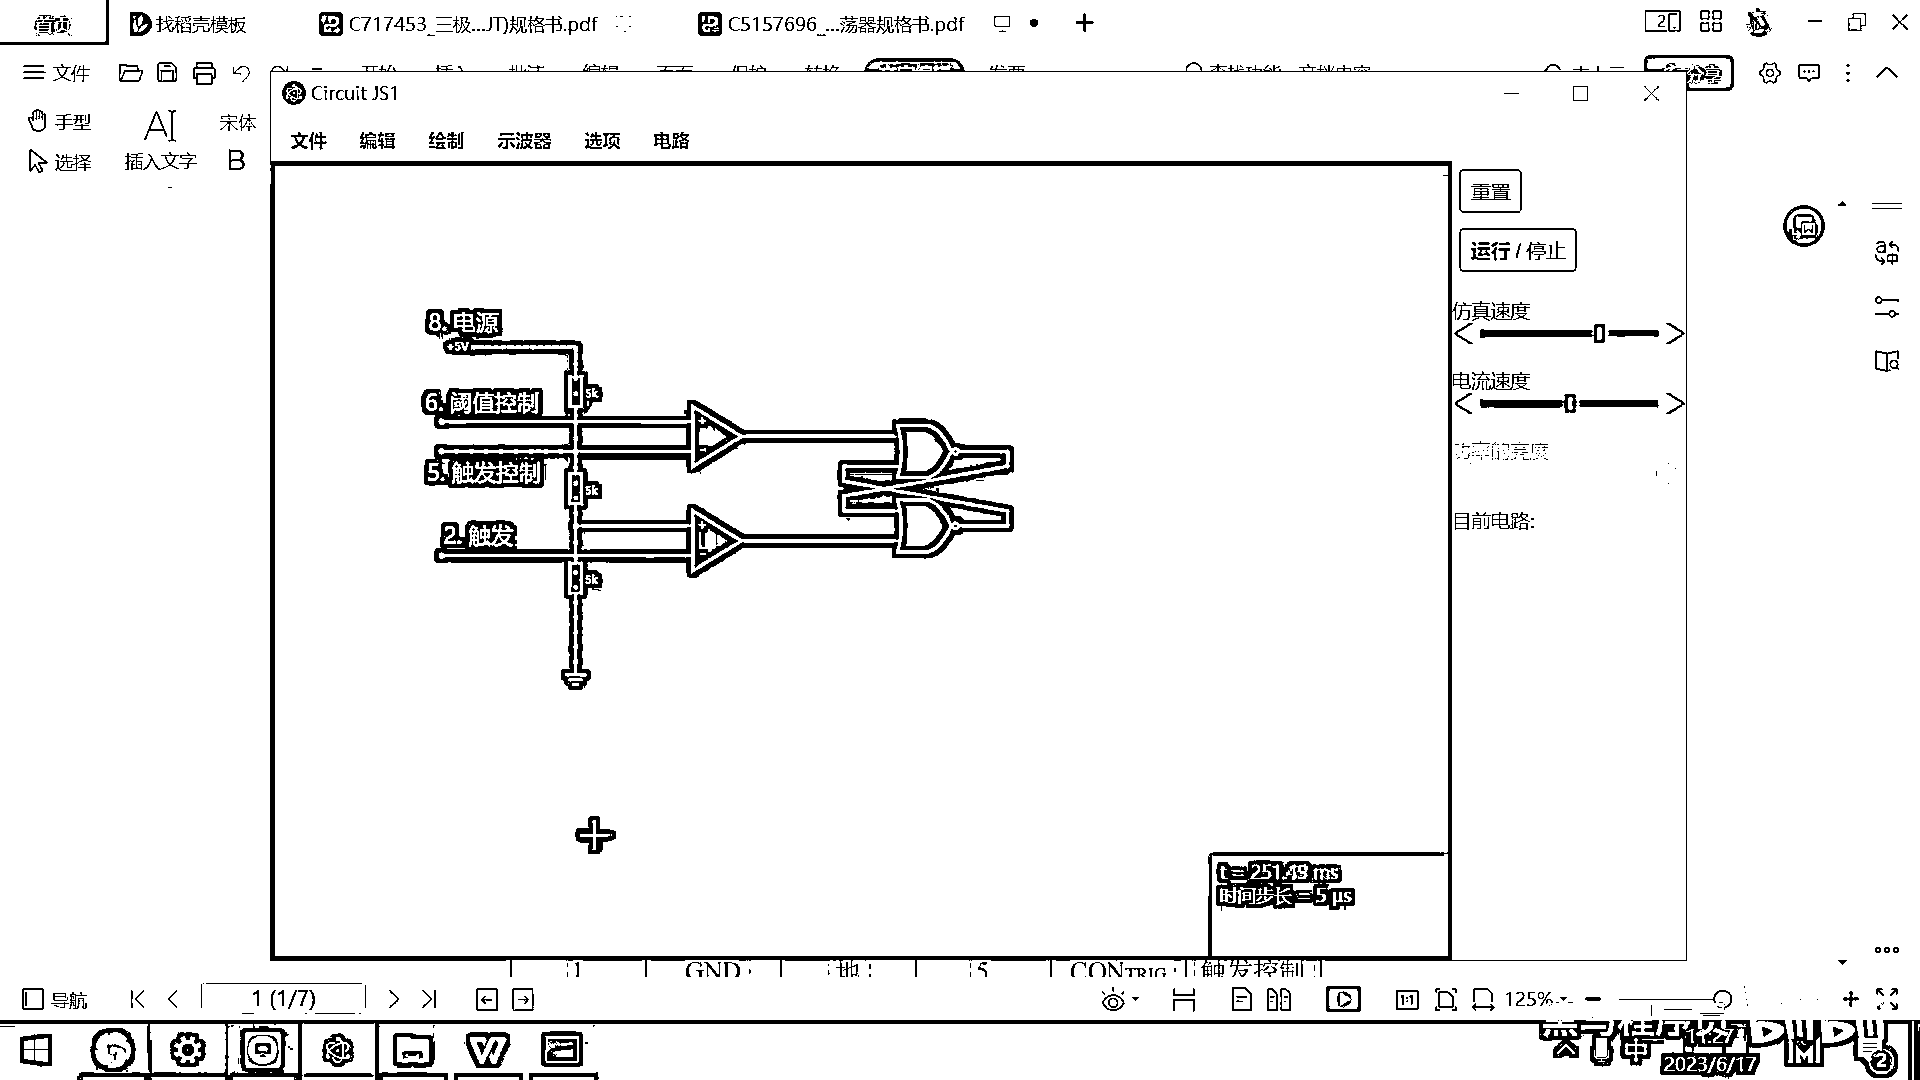 首页 找稻壳模板 C717453_三极...JT)规格书.pdf C5157696_...荡器规格书.pdf
文件
手型 插入文字 宋体
选择 B
Circuit JS1
文件 编辑 绘制 示波器 选项 电路
重置
运行 / 停止
仿真速度
电流速度
功率的亮度
目前电路:
8. 电源
+5V
5k
6. 阈值控制
5. 触发控制
5k
2. 触发
5k
t = 251.49 ms
时间步长 = 5 μs
1 GND 地 5 CONTRIG 触发控制
导航 1 (1/7) 1:1 125%
中
2023/6/17
2